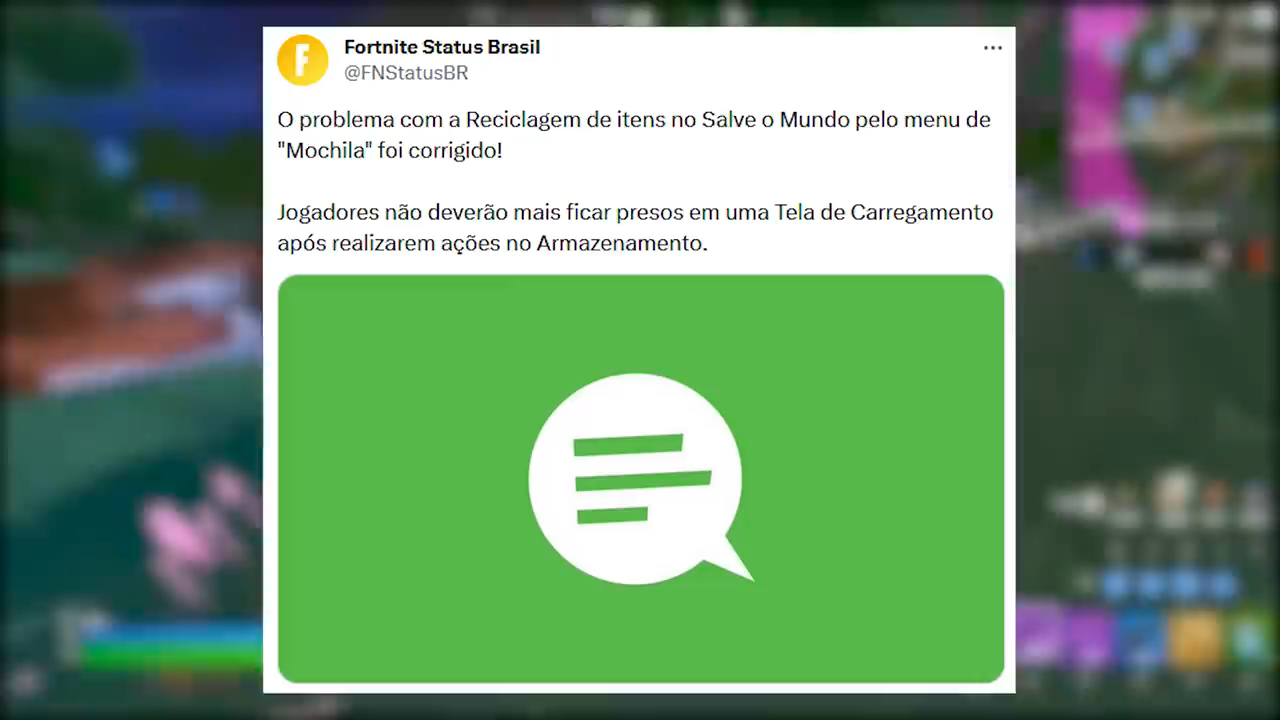 Fortnite Status Brasil
@FNStatusBR
O problema com a Reciclagem de itens no Salve o Mundo pelo menu de
"Mochila" foi corrigido!
Jogadores não deverão mais ficar presos em uma Tela de Carregamento
após realizarem ações no Armazenamento.